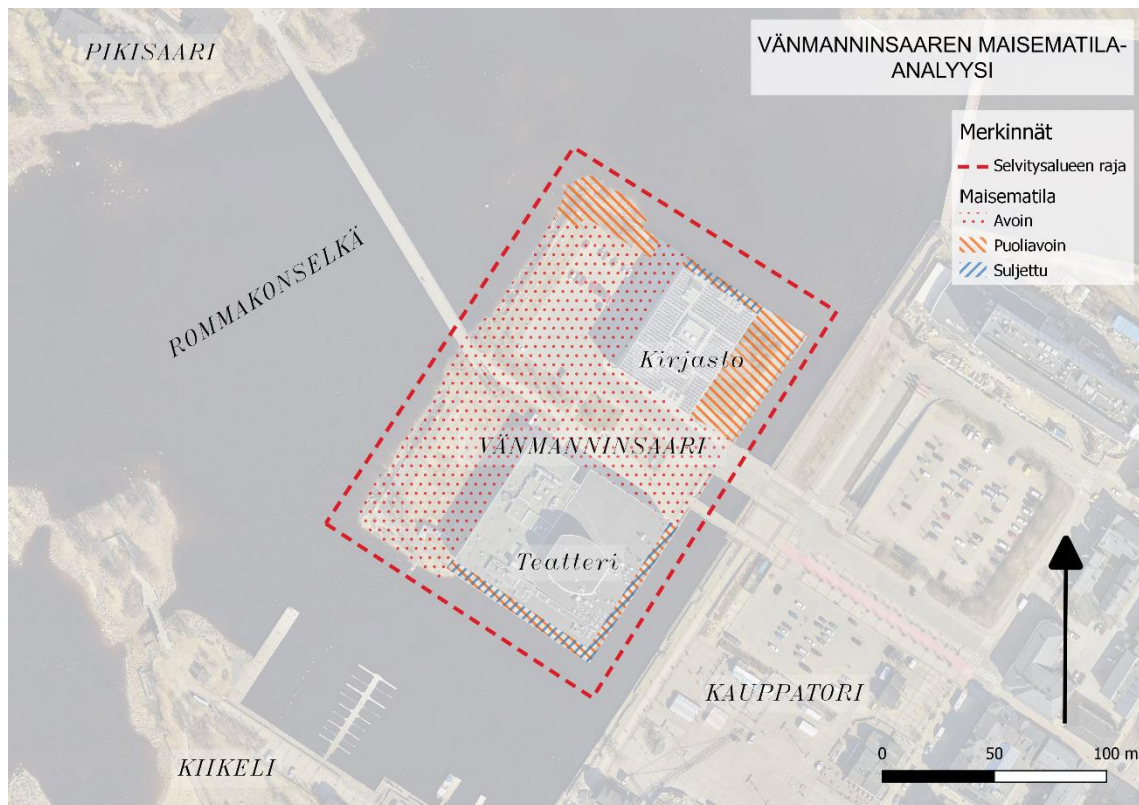 PIKISAARI
VÄNMANNINSAAREN MAISEMATILA-
ANALYYSI
Merkinnät
Selvitysalueen raja
Maisematila
Avoin
Puoliavoin
Suljettu
ROMMAKONSELKÄ
Kirjasto
VÄNMANNINSAARI
Teatteri
KAUPPATORI
KIIKELI
0 50 100 m